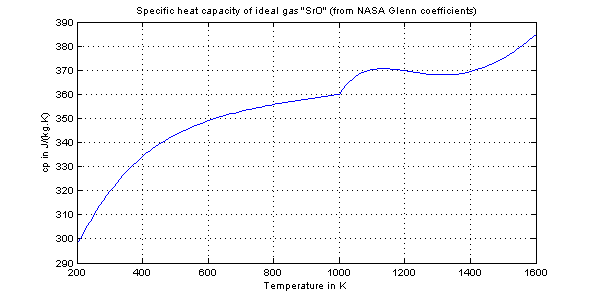 Specific heat capacity of ideal gas "SrO" (from NASA Glenn coefficients)
390
380
370
360
350
340
330
320
310
300
290
cp in J/(kg.K)
200 400 600 800 1000 1200 1400 1600
Temperature in K